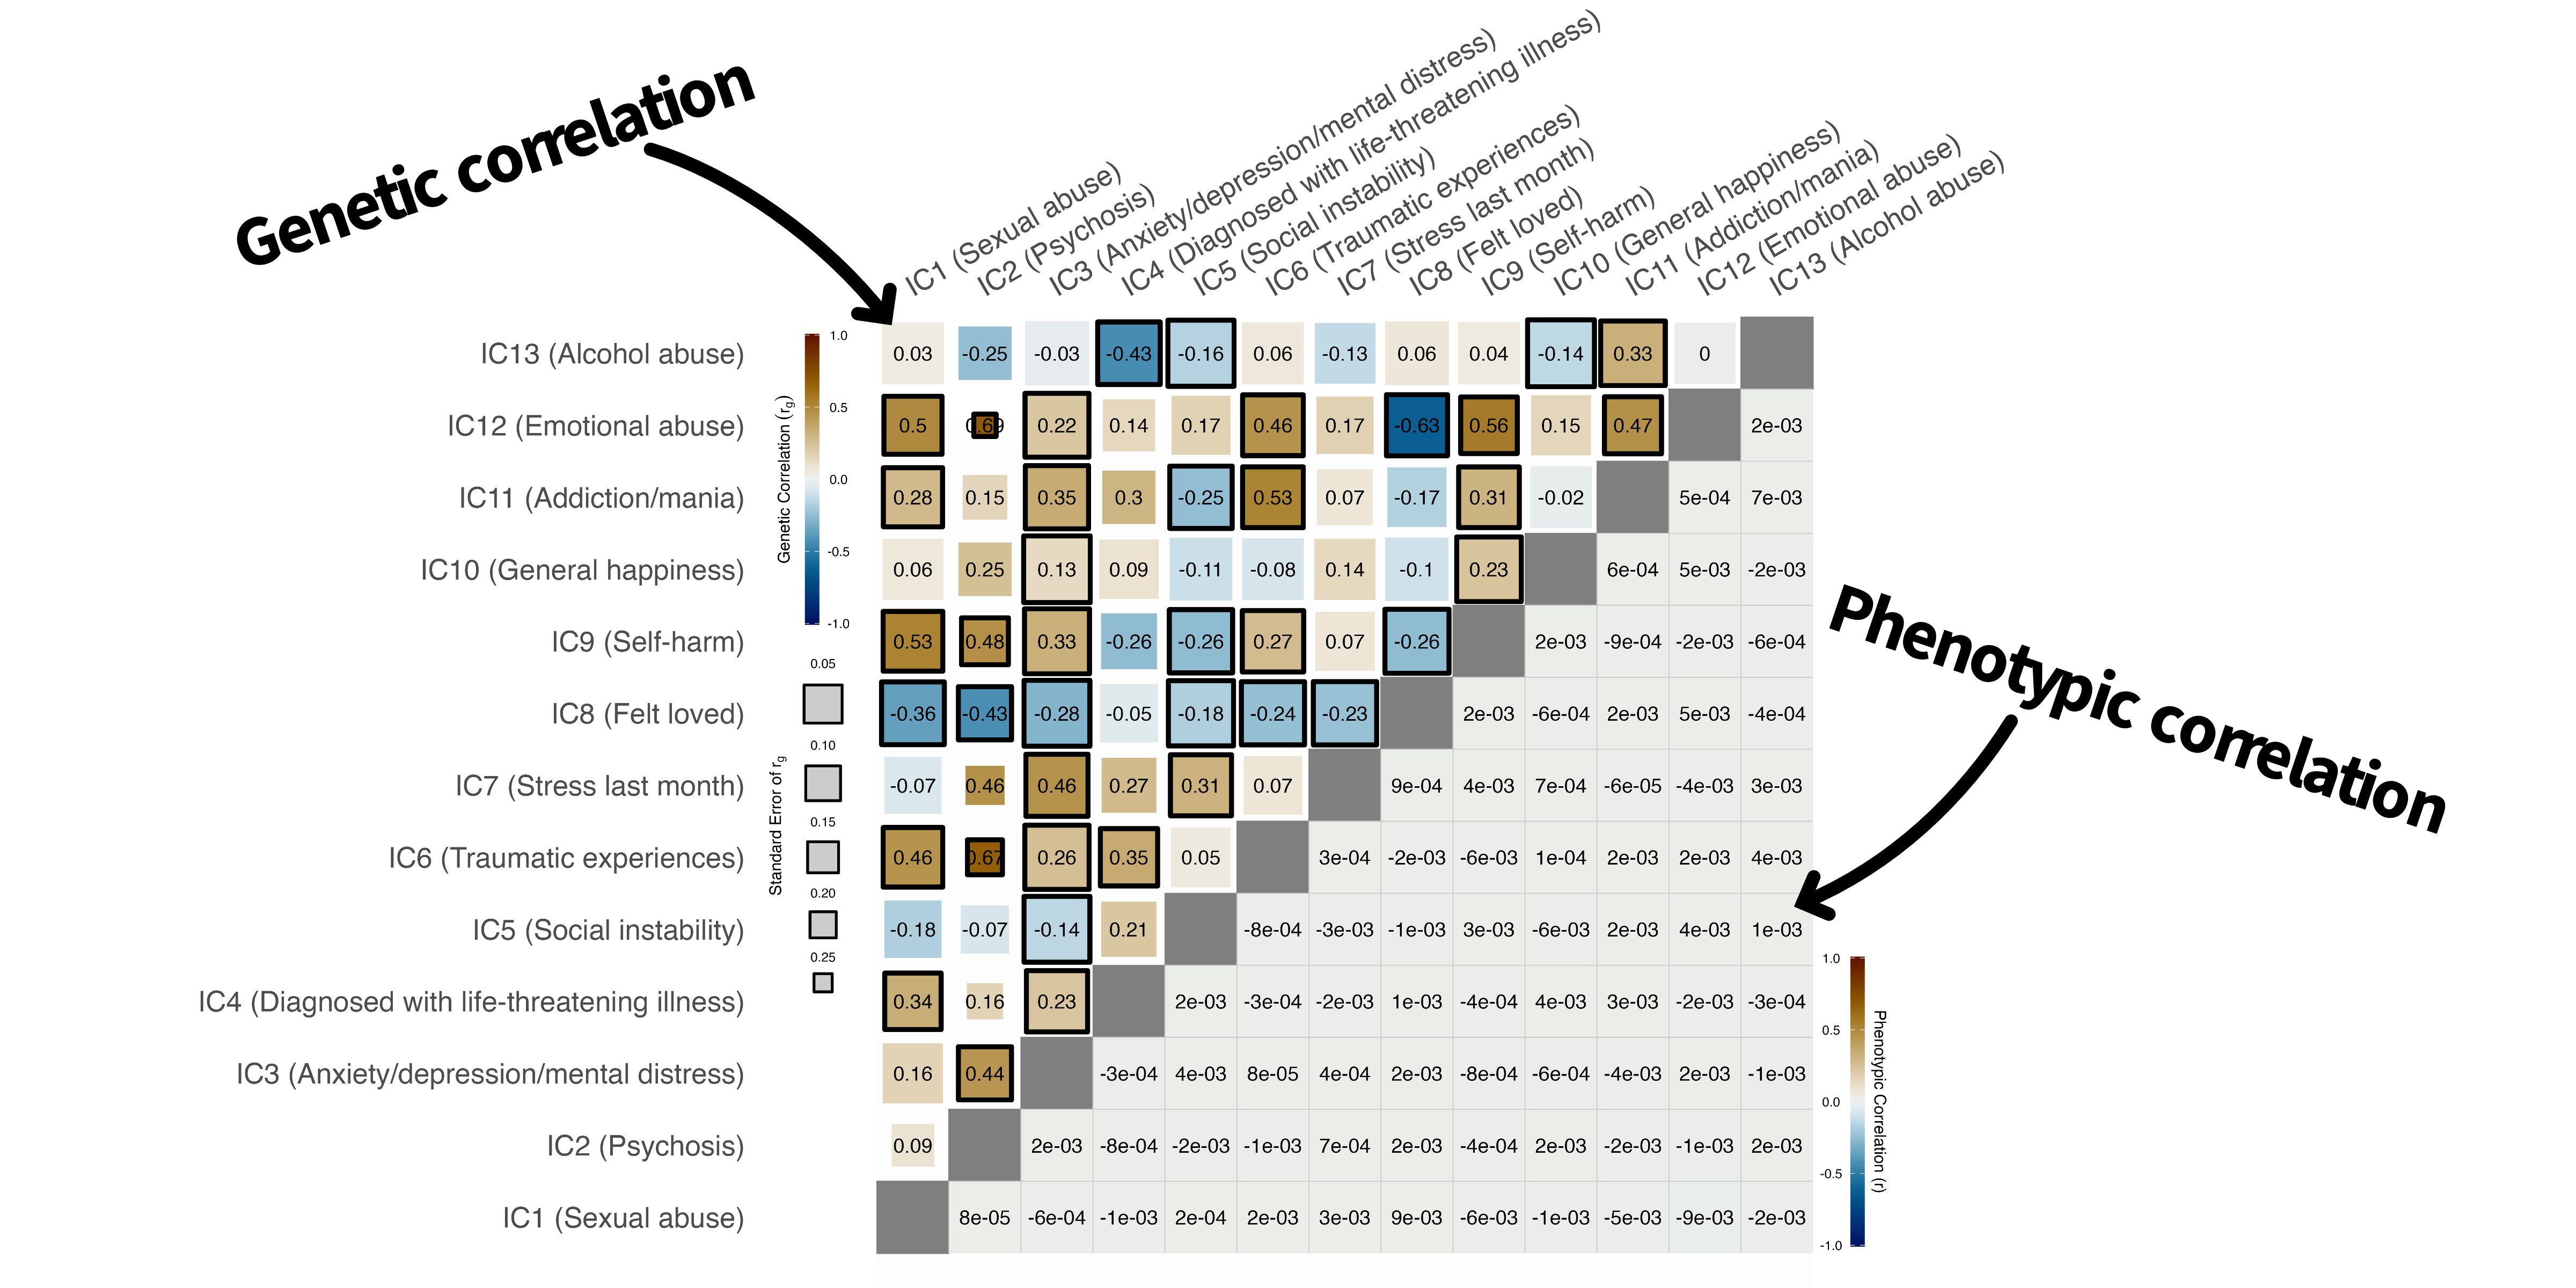 Genetic correlation
IC1 (Sexual abuse)
IC2 (Psychosis)
IC3 (Anxiety/depression/mental distress)
IC4 (Diagnosed with life-threatening illness)
IC5 (Social instability)
IC6 (Traumatic experiences)
IC7 (Stress last month)
IC8 (Felt loved)
IC9 (Self-harm)
IC10 (General happiness)
IC11 (Addiction/mania)
IC12 (Emotional abuse)
IC13 (Alcohol abuse)
IC13 (Alcohol abuse) 0.03 -0.25 -0.03 -0.43 -0.16 0.06 -0.13 0.06 0.04 -0.14 0.33 0
IC12 (Emotional abuse) 0.5 0.69 0.22 0.14 0.17 0.46 0.17 -0.63 0.56 0.15 0.47 2e-03
IC11 (Addiction/mania) 0.28 0.15 0.35 0.3 -0.25 0.53 0.07 -0.17 0.31 -0.02 5e-04 7e-03
IC10 (General happiness) 0.06 0.25 0.13 0.09 -0.11 -0.08 0.14 -0.1 0.23 6e-04 5e-03 -2e-03
IC9 (Self-harm) 0.53 0.48 0.33 -0.26 -0.26 0.27 0.07 -0.26 2e-03 -9e-04 -2e-03 -6e-04
IC8 (Felt loved) -0.36 -0.43 -0.28 -0.05 -0.18 -0.24 -0.23 2e-03 -6e-04 2e-03 5e-03 -4e-04
IC7 (Stress last month) -0.07 0.46 0.46 0.27 0.31 0.07 9e-04 4e-03 7e-04 -6e-05 -4e-03 3e-03
IC6 (Traumatic experiences) 0.46 0.67 0.26 0.35 0.05 3e-04 -2e-03 -6e-03 1e-04 2e-03 2e-03 4e-03
IC5 (Social instability) -0.18 -0.07 -0.14 0.21 -8e-04 -3e-03 -1e-03 3e-03 -6e-03 2e-03 4e-03 1e-03
IC4 (Diagnosed with life-threatening illness) 0.34 0.16 0.23 2e-03 -3e-04 -2e-03 1e-03 -4e-04 4e-03 3e-03 -2e-03 -3e-04
IC3 (Anxiety/depression/mental distress) 0.16 0.44 -3e-04 4e-03 8e-05 4e-04 2e-03 -8e-04 -6e-04 -4e-03 2e-03 -1e-03
IC2 (Psychosis) 0.09 2e-03 -8e-04 -2e-03 -1e-03 7e-04 2e-03 -4e-04 2e-03 -2e-03 -1e-03 2e-03
IC1 (Sexual abuse) 8e-05 -6e-04 -1e-03 2e-04 2e-03 3e-03 9e-03 -6e-03 -1e-03 -5e-03 -9e-03 -2e-03
Genetic Correlation (rg)
1.0
0.5
0.0
-0.5
-1.0
Standard Error of rg
0.05
0.10
0.15
0.20
0.25
Phenotypic correlation
Phenotypic Correlation (r)
1.0
0.5
0.0
-0.5
-1.0